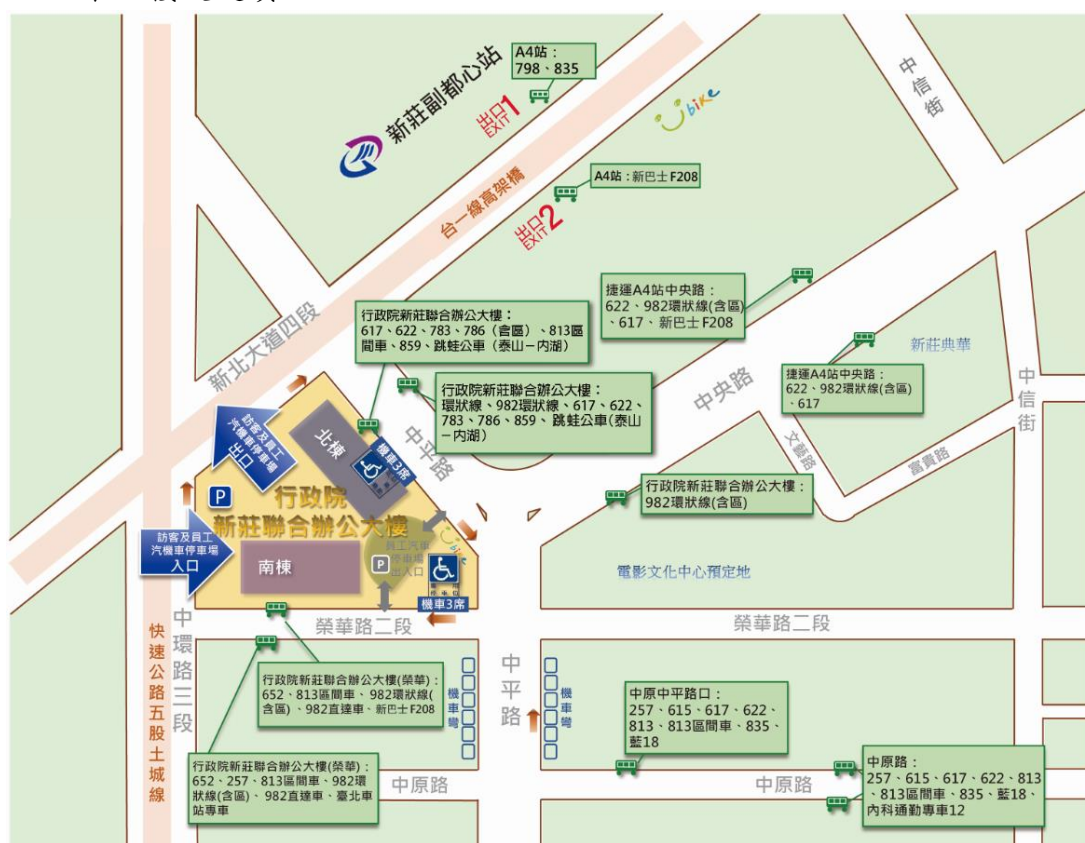 A4站：
798、835
新莊副都心站
出口
EXIT 1
Ubike
中信街
台一線高架橋
A4站：新巴士F208
出口
EXIT 2
捷運A4站中央路：
622、982環狀線(含區)
、617、新巴士F208
新北大道四段
行政院新莊聯合辦公大樓：
617、622、783、786（含區）、813區
間車、859、跳蛙公車（泰山－內湖）
新莊典華
捷運A4站中央路：
622、982環狀線(含區)
、617
中央路
中信街
行政院新莊聯合辦公大樓：
環狀線、982環狀線、617、622、
783、786、859、跳蛙公車(泰山
－內湖）
訪客及員工
汽機車停車場
出口
北棟
機車3席
中平路
文藝路
富貴路
行政院新莊聯合辦公大樓：
982環狀線(含區)
P
行政院
新莊聯合辦公大樓
訪客及員工
汽機車停車場
入口
南棟
P
員工汽車
停車場
出入口
Ubike
機車3席
電影文化中心預定地
榮華路二段
榮華路二段
中環路三段
快速公路五股土城線
行政院新莊聯合辦公大樓(榮華)：
652、813區間車、982環狀線(
含區)、982直達車、新巴士F208
機車彎
中平路
機車彎
中原中平路口：
257、615、617、622、
813、813區間車、835、
藍18
行政院新莊聯合辦公大樓(榮華)：
652、257、813區間車、982環
狀線(含區)、982直達車、臺北車
站專車
中原路
中原路
中原路：
257、615、617、622、813
、813區間車、835、藍18、
內科通勤專車12